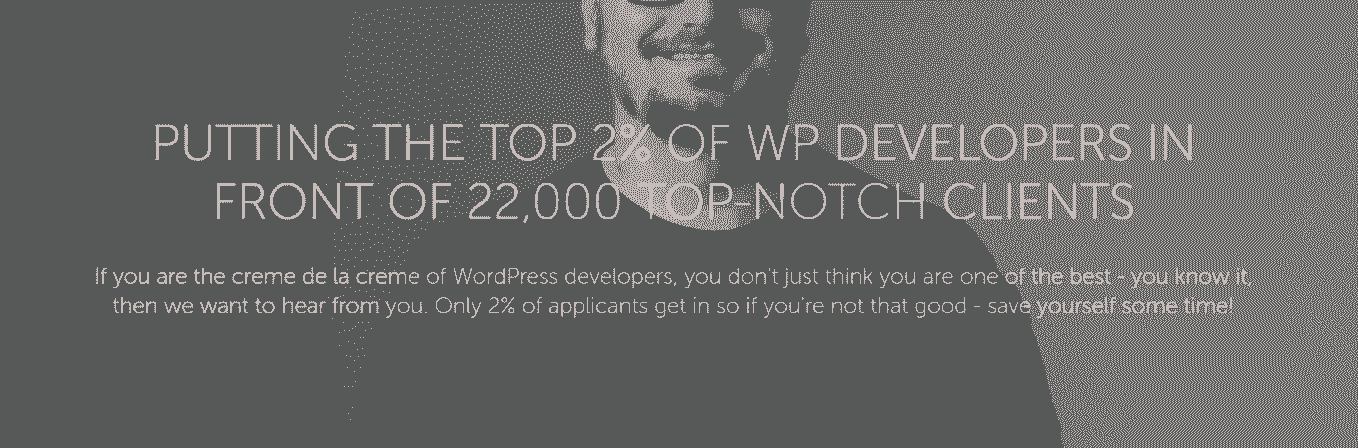 PUTTING THE TOP 2% OF WP DEVELOPERS IN
FRONT OF 22,000 TOP-NOTCH CLIENTS
If you are the creme de la creme of WordPress developers, you don't just think you are one of the best - you know it,
then we want to hear from you. Only 2% of applicants get in so if you're not that good - save yourself some time!